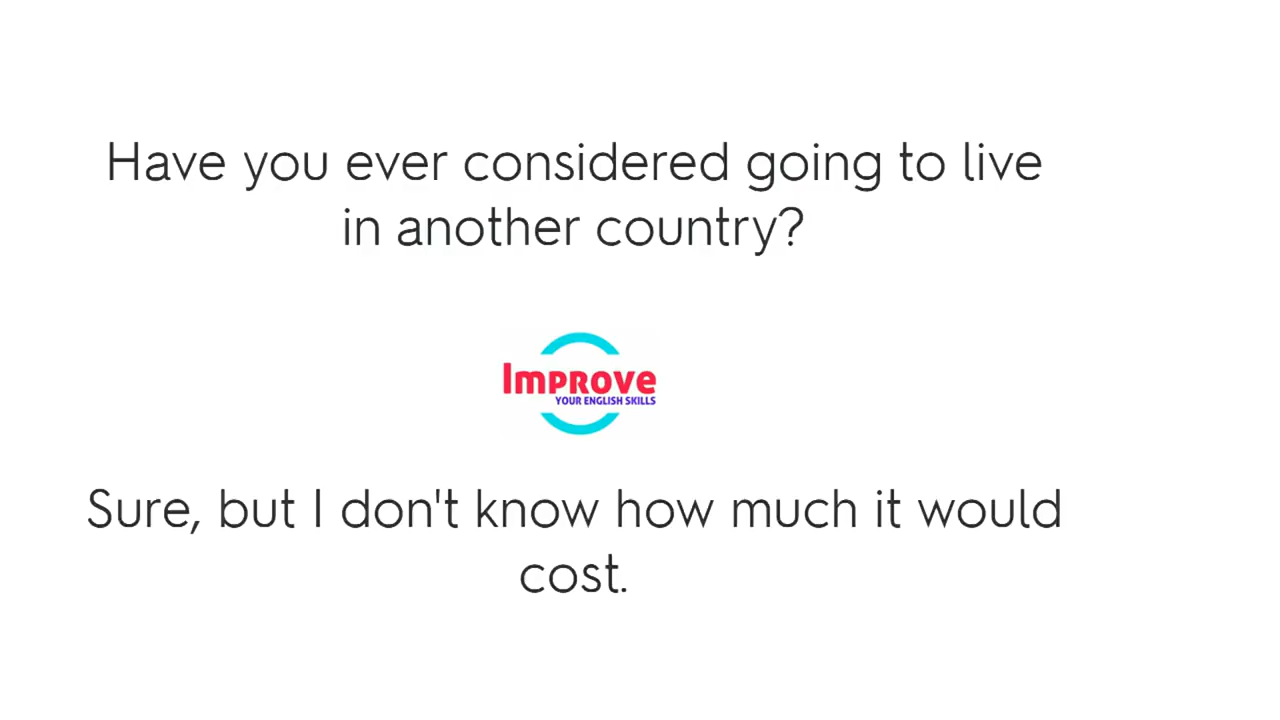 Have you ever considered going to live
in another country?
Improve
YOUR ENGLISH SKILLS
Sure, but I don't know how much it would
cost.